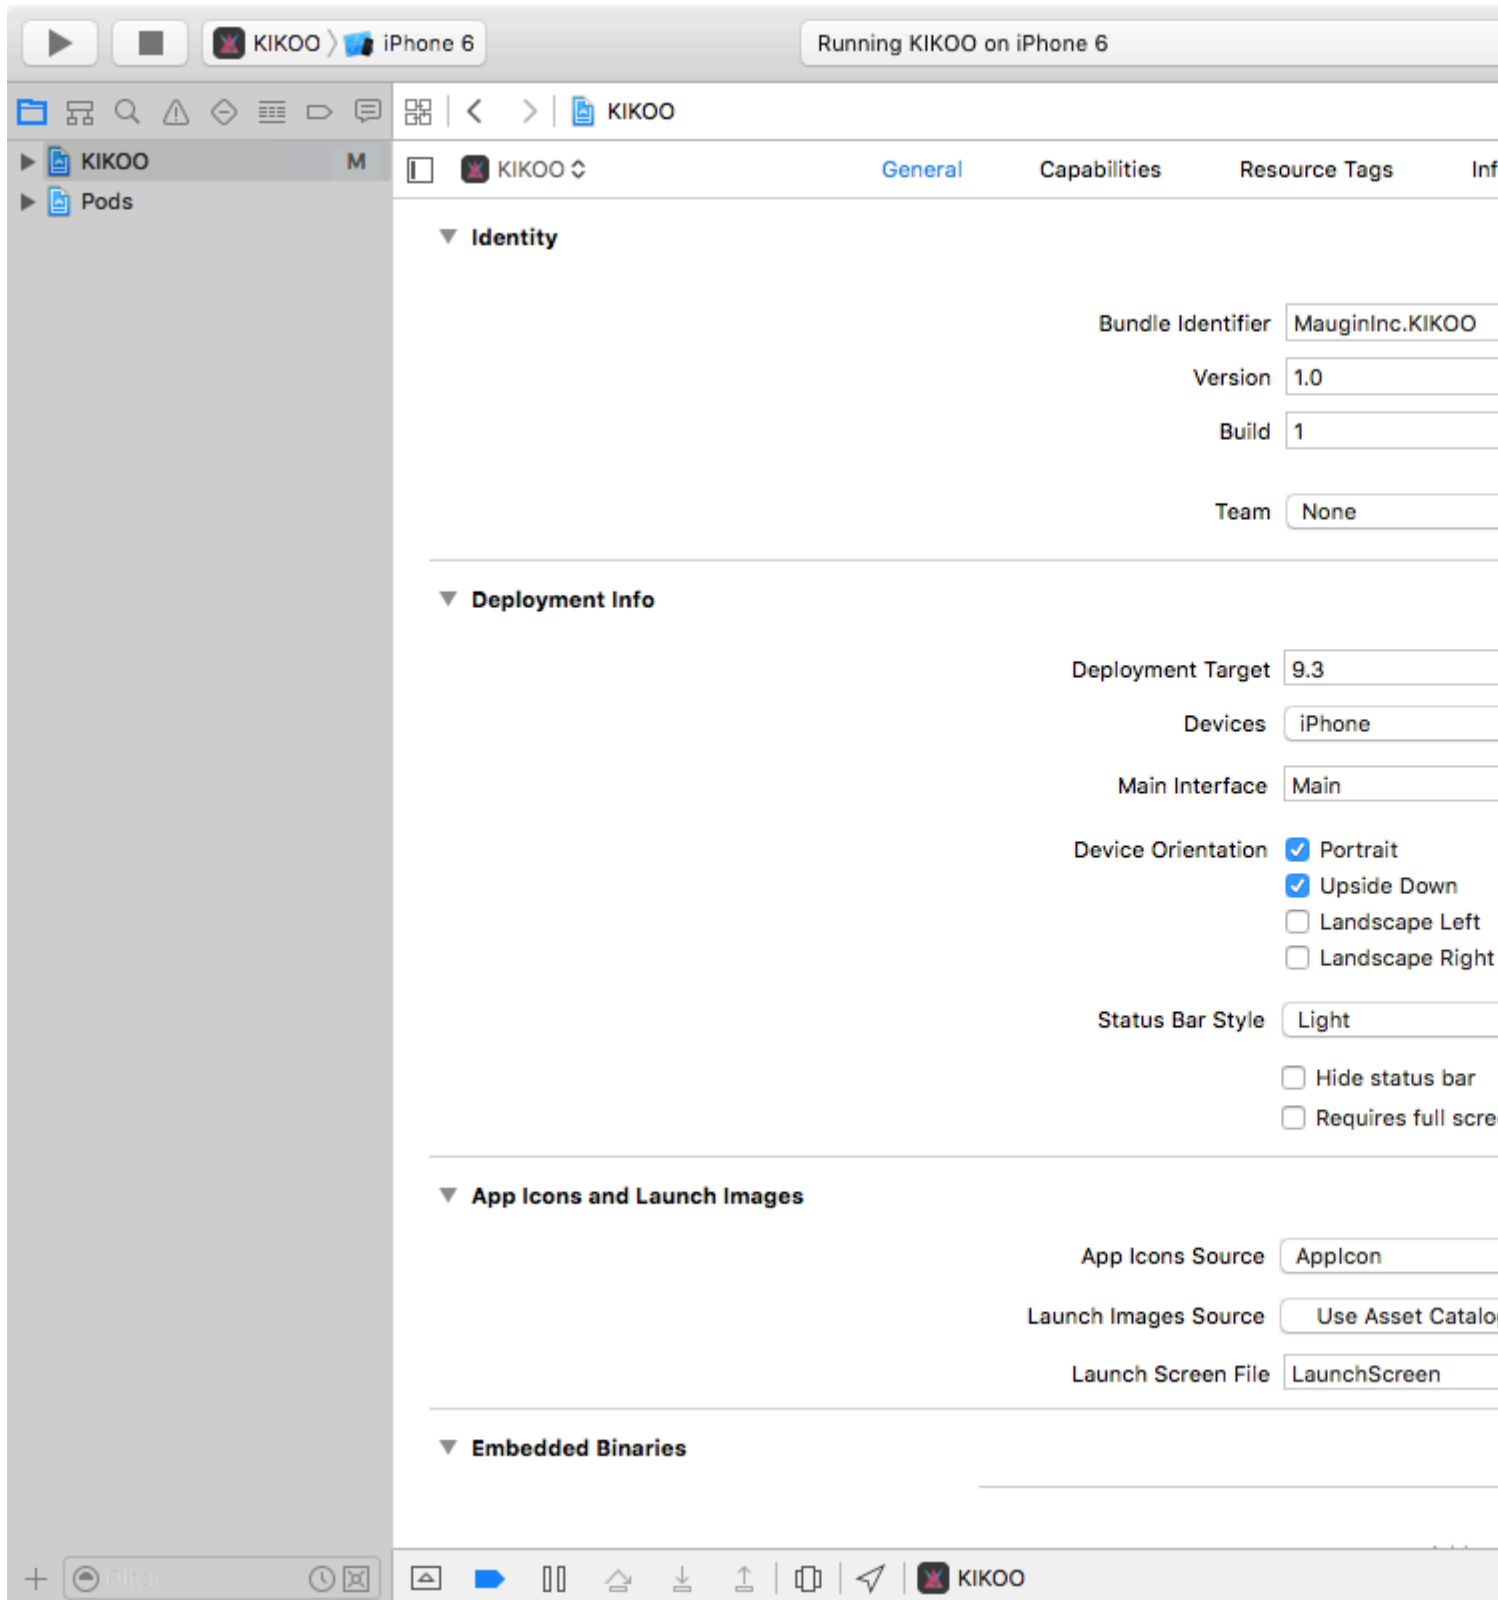 KIKOO iPhone 6
Running KIKOO on iPhone 6
KIKOO
KIKOO M
Pods
KIKOO General Capabilities Resource Tags Inf
Identity
Bundle Identifier MauginInc.KIKOO
Version 1.0
Build 1
Team None
Deployment Info
Deployment Target 9.3
Devices iPhone
Main Interface Main
Device Orientation Portrait
Upside Down
Landscape Left
Landscape Right
Status Bar Style Light
Hide status bar
Requires full scre
App Icons and Launch Images
App Icons Source AppIcon
Launch Images Source Use Asset Catalo
Launch Screen File LaunchScreen
Embedded Binaries
Filter
KIKOO